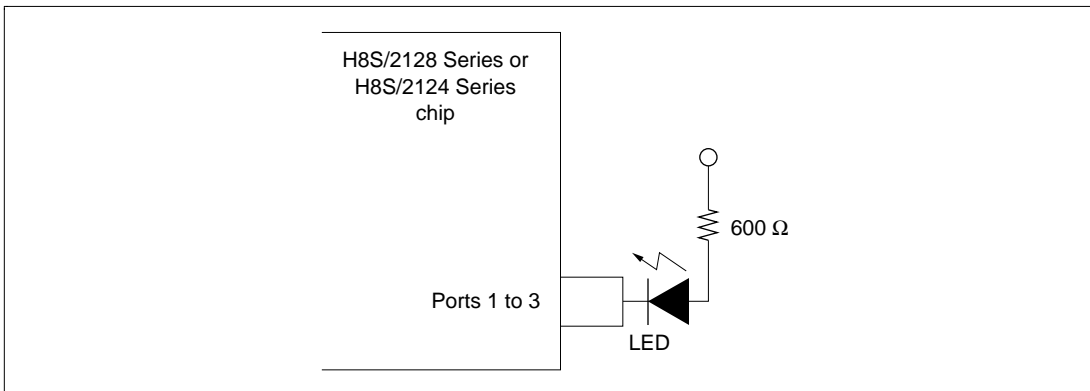 H8S/2128 Series or
H8S/2124 Series
chip
600 Ω
Ports 1 to 3
LED